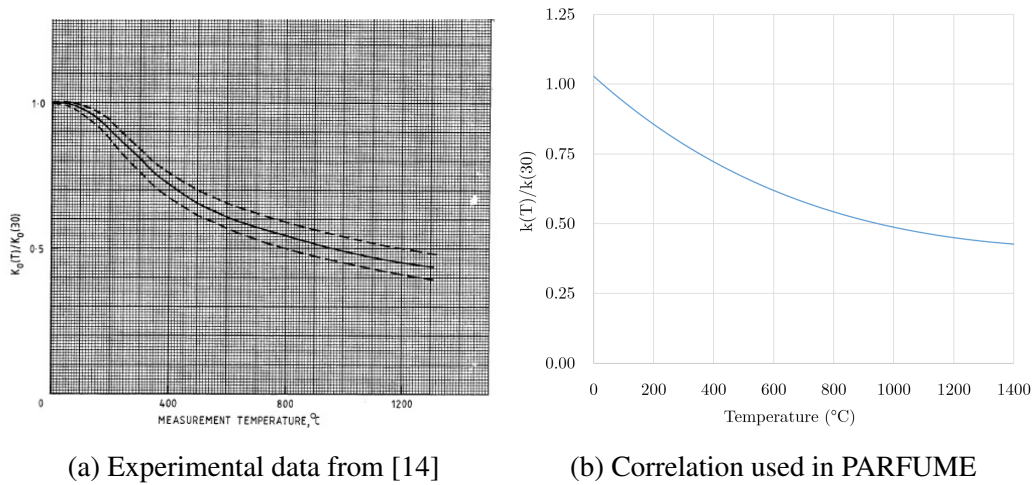 1·0
0·5
K₀(T)/K₀(30)
0
400
800
1200
MEASUREMENT TEMPERATURE,°C
(a) Experimental data from [14]
1.25
1.00
0.75
0.50
0.25
0.00
k(T)/k(30)
0 200 400 600 800 1000 1200 1400
Temperature (°C)
(b) Correlation used in PARFUME